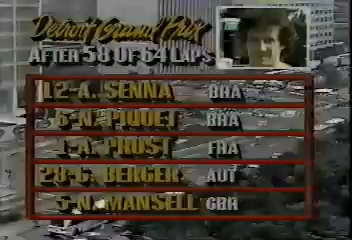 Detroit Grand Prix
AFTER 58 OF 64 LAPS
12-A. SENNA BRA
6-N. PIQUET BRA
1-A. PROST FRA
28-G. BERGER AUT
5-N. MANSELL GBR